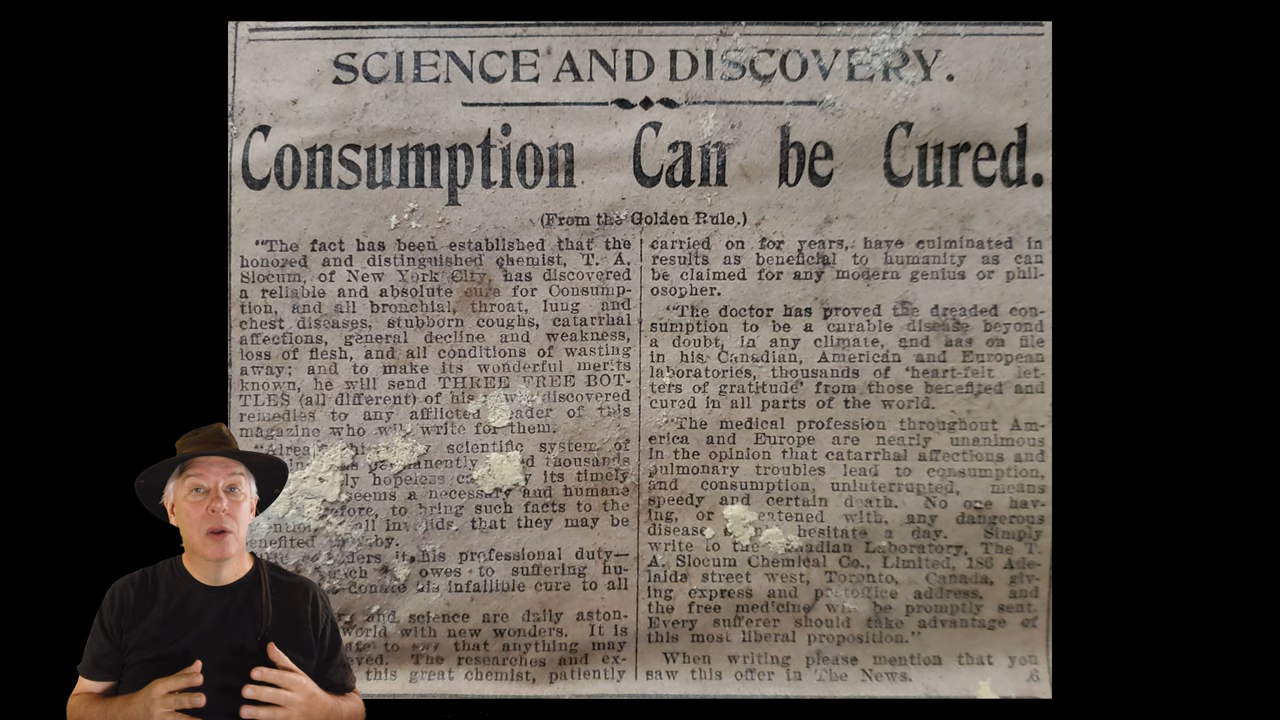 SCIENCE AND DISCOVERY.
Consumption Can be Cured.
(From the Golden Rule.)
"The fact has been established that the
honored and distinguished chemist, T. A.
Slocum, of New York City, has discovered
a reliable and absolute cure for Consump-
tion, and all bronchial, throat, lung and
chest diseases, stubborn coughs, catarrhal
affections, general decline and weakness,
loss of flesh, and all conditions of wasting
away; and to make its wonderful merits
known, he will send THREE FREE BOT-
TLES (all different) of his discovered
remedies to any afflicted of this
magazine who will write for them.
scientific system of
thousands
its timely
seems a necessary and humane
to bring such facts to the
that they may be
his professional duty—
owes to suffering hu-
infallible cure to all
and science are daily aston-
world with new wonders. It is
that anything may
The researches and ex-
this great chemist, patiently
carried on for years, have culminated in
results as beneficial to humanity as can
be claimed for any modern genius or phil-
osopher.
"The doctor has proved the dreaded con-
sumption to be a curable disease beyond
a doubt, in any climate, and has on file
in his Canadian, American and European
laboratories, thousands of 'heart-felt let-
ters of gratitude' from those benefited and
cured in all parts of the world.
"The medical profession throughout Am-
erica and Europe are nearly unanimous
in the opinion that catarrhal affections and
pulmonary troubles lead to consumption,
and consumption, uninterrupted, means
speedy and certain death. No one hav-
ing, or with, any dangerous
disease hesitate a day. Simply
write to the Laboratory, The T.
A. Slocum Chemical Co., Limited, 186 Ade-
laide street west, Toronto, Canada, giv-
ing express and postoffice address, and
the free medicine will be promptly sent.
Every sufferer should take advantage of
this most liberal proposition."
When writing please mention that you
saw this offer in The News. 6